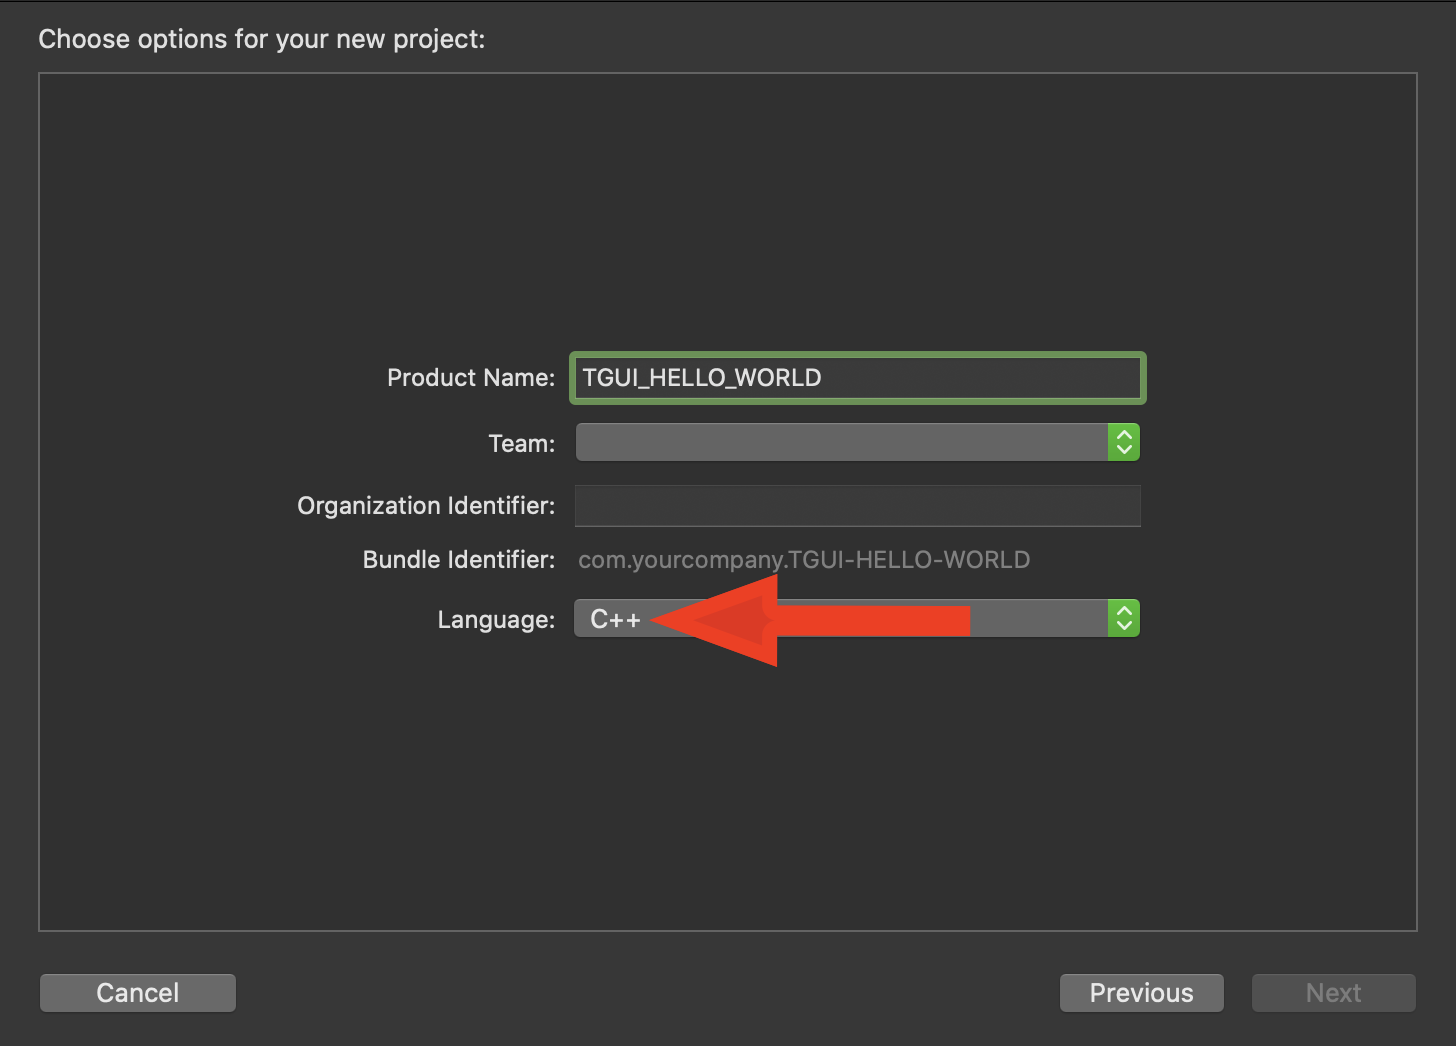 Choose options for your new project:
Product Name: TGUI_HELLO_WORLD
Team:
Organization Identifier:
Bundle Identifier: com.yourcompany.TGUI-HELLO-WORLD
Language: C++
Cancel Previous Next